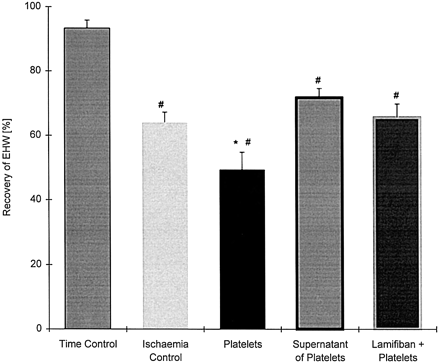 Recovery of EHW [%]
100
80
60
40
20
0
#
* #
#
#
Time Control
Ischaemia
Control
Platelets
Supernatant
of Platelets
Lamifiban +
Platelets